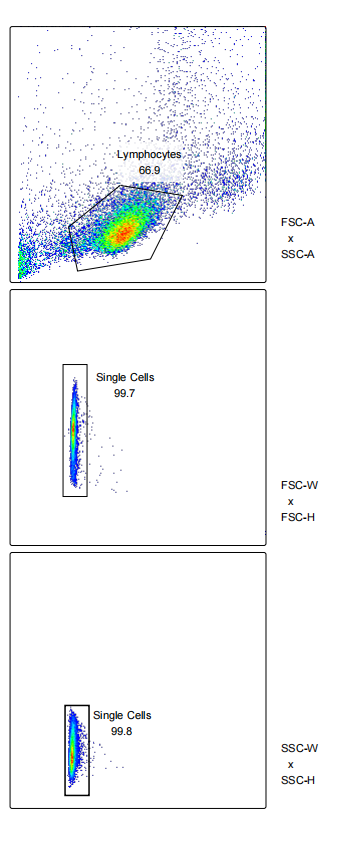 Lymphocytes
66.9
FSC-A
x
SSC-A
Single Cells
99.7
FSC-W
x
FSC-H
Single Cells
99.8
SSC-W
x
SSC-H